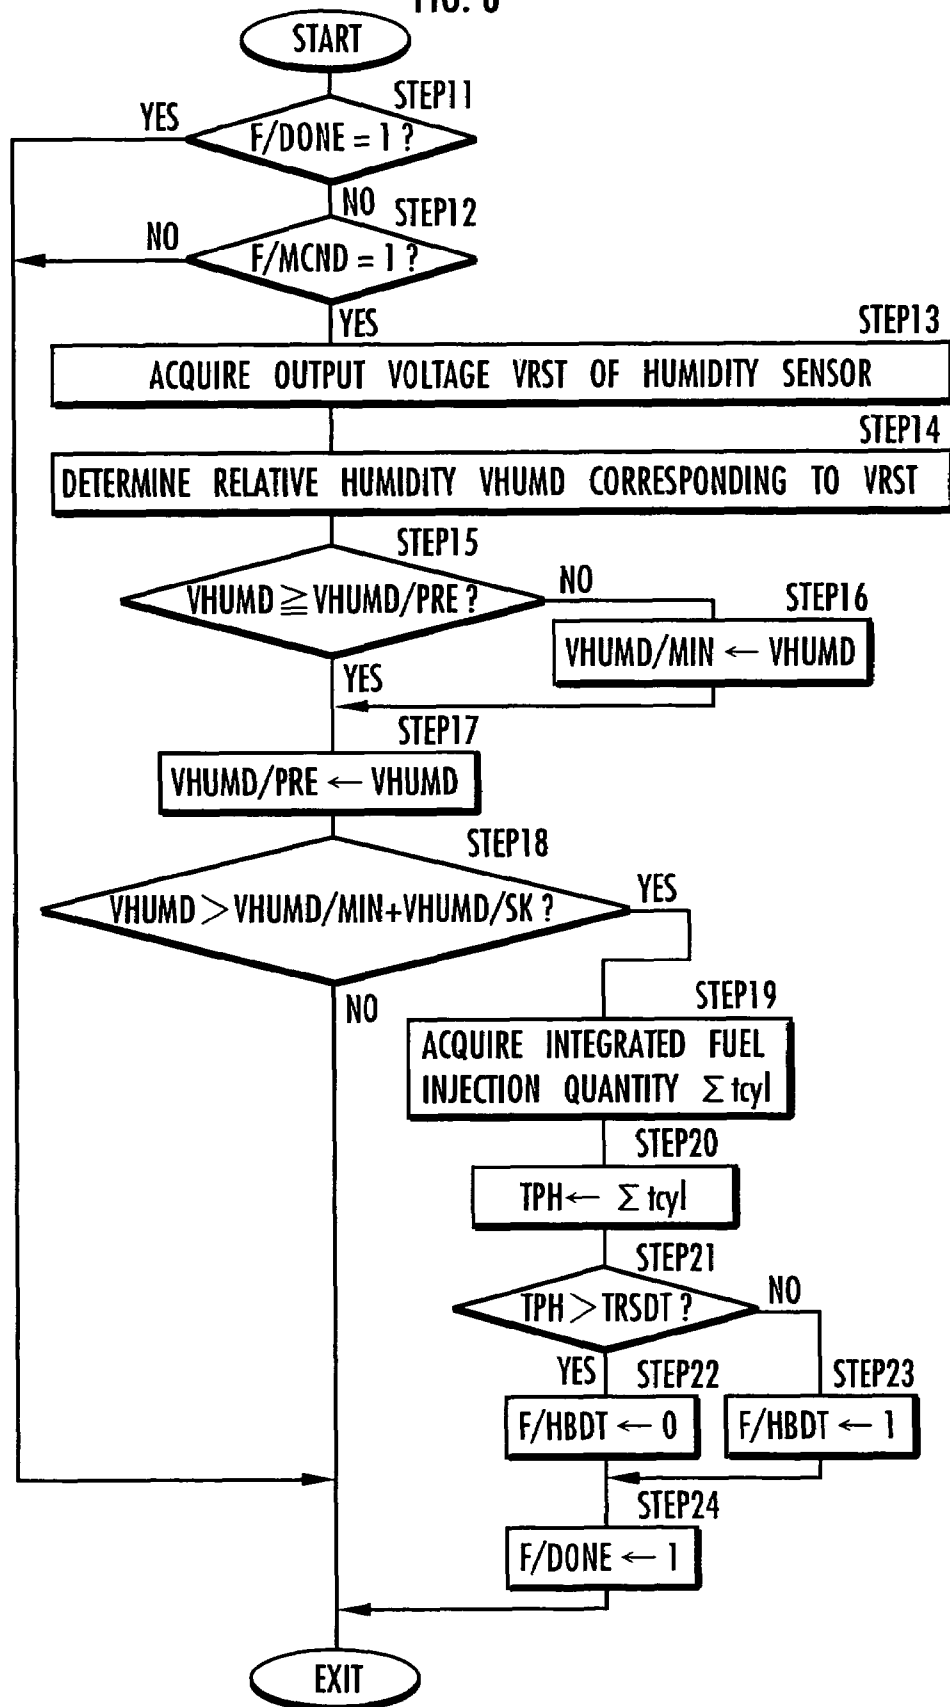 START
STEP11
YES
F/DONE = 1 ?
NO
STEP12
NO
F/MCND = 1 ?
YES
STEP13
ACQUIRE OUTPUT VOLTAGE VRST OF HUMIDITY SENSOR
STEP14
DETERMINE RELATIVE HUMIDITY VHUMD CORRESPONDING TO VRST
STEP15
VHUMD ≧ VHUMD/PRE ?
NO
STEP16
VHUMD/MIN ← VHUMD
YES
STEP17
VHUMD/PRE ← VHUMD
STEP18
VHUMD > VHUMD/MIN+VHUMD/SK ?
YES
NO
STEP19
ACQUIRE INTEGRATED FUEL
INJECTION QUANTITY Σ tcyl
STEP20
TPH ← Σ tcyl
STEP21
TPH > TRSDT ?
NO
YES
STEP22
STEP23
F/HBDT ← 0
F/HBDT ← 1
STEP24
F/DONE ← 1
EXIT